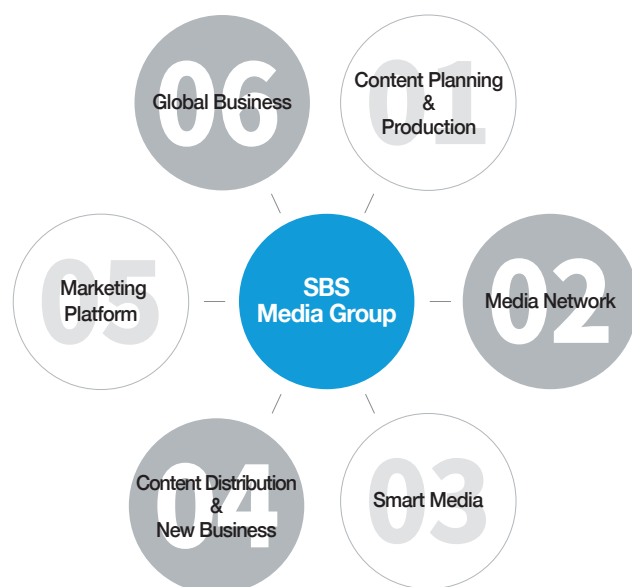 06
Global Business
01
Content Planning
&
Production
05
Marketing
Platform
SBS
Media Group
02
Media Network
04
Content Distribution
&
New Business
03
Smart Media